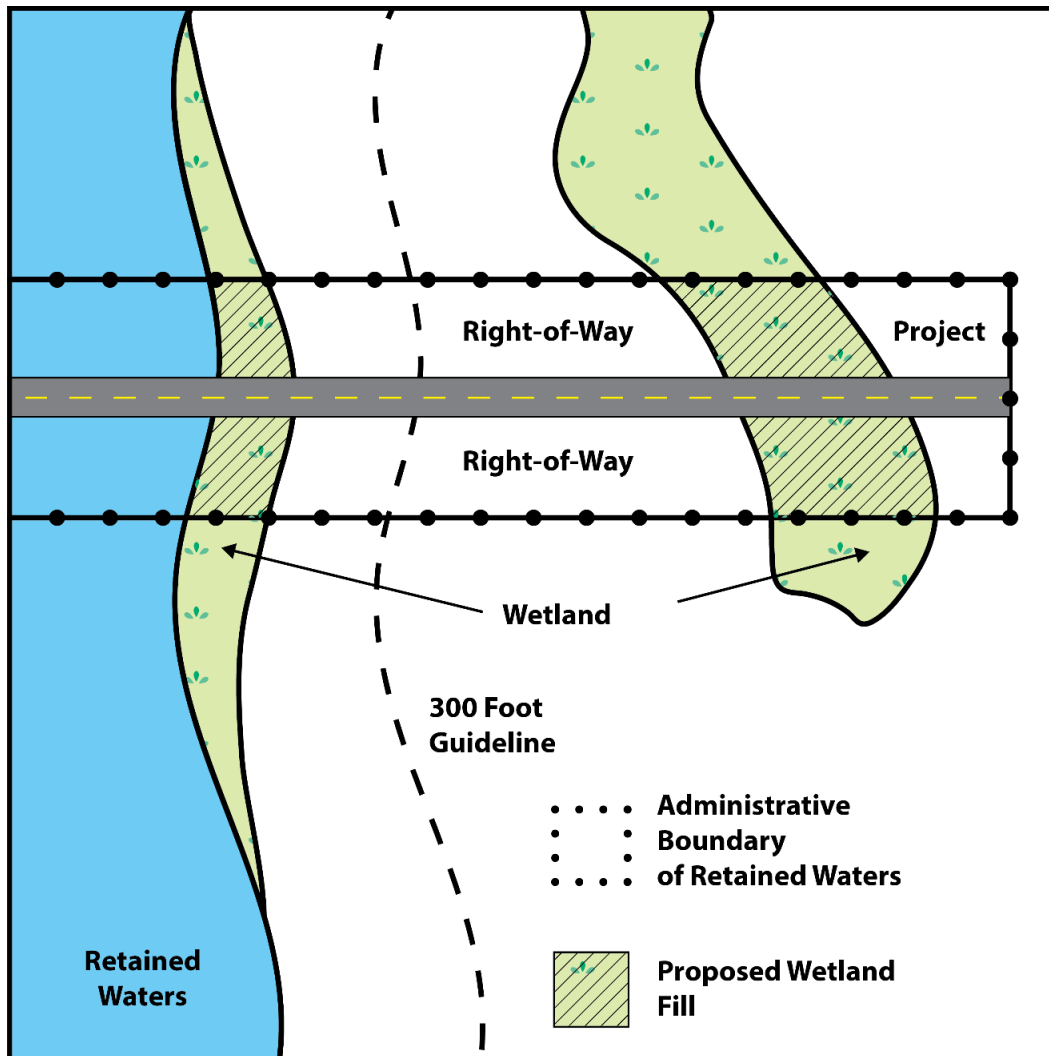 Right-of-Way
Project
Right-of-Way
Wetland
300 Foot
Guideline
Administrative
Boundary
of Retained Waters
Retained
Waters
Proposed Wetland
Fill